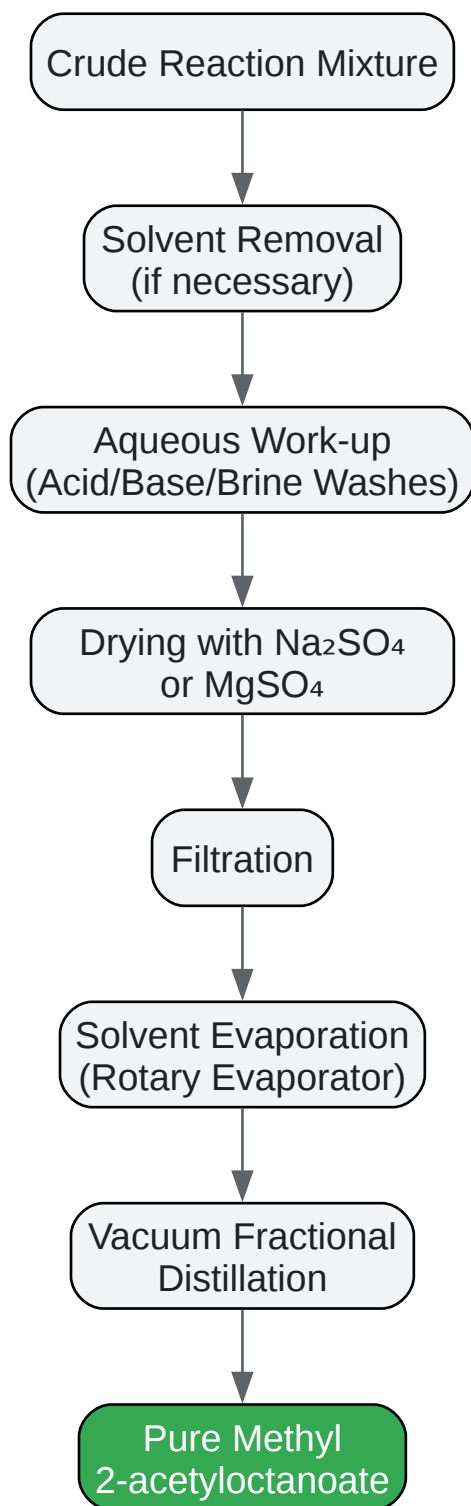 Crude Reaction Mixture
Solvent Removal
(if necessary)
Aqueous Work-up
(Acid/Base/Brine Washes)
Drying with Na₂SO₄
or MgSO₄
Filtration
Solvent Evaporation
(Rotary Evaporator)
Vacuum Fractional
Distillation
Pure Methyl
2-acetyloctanoate